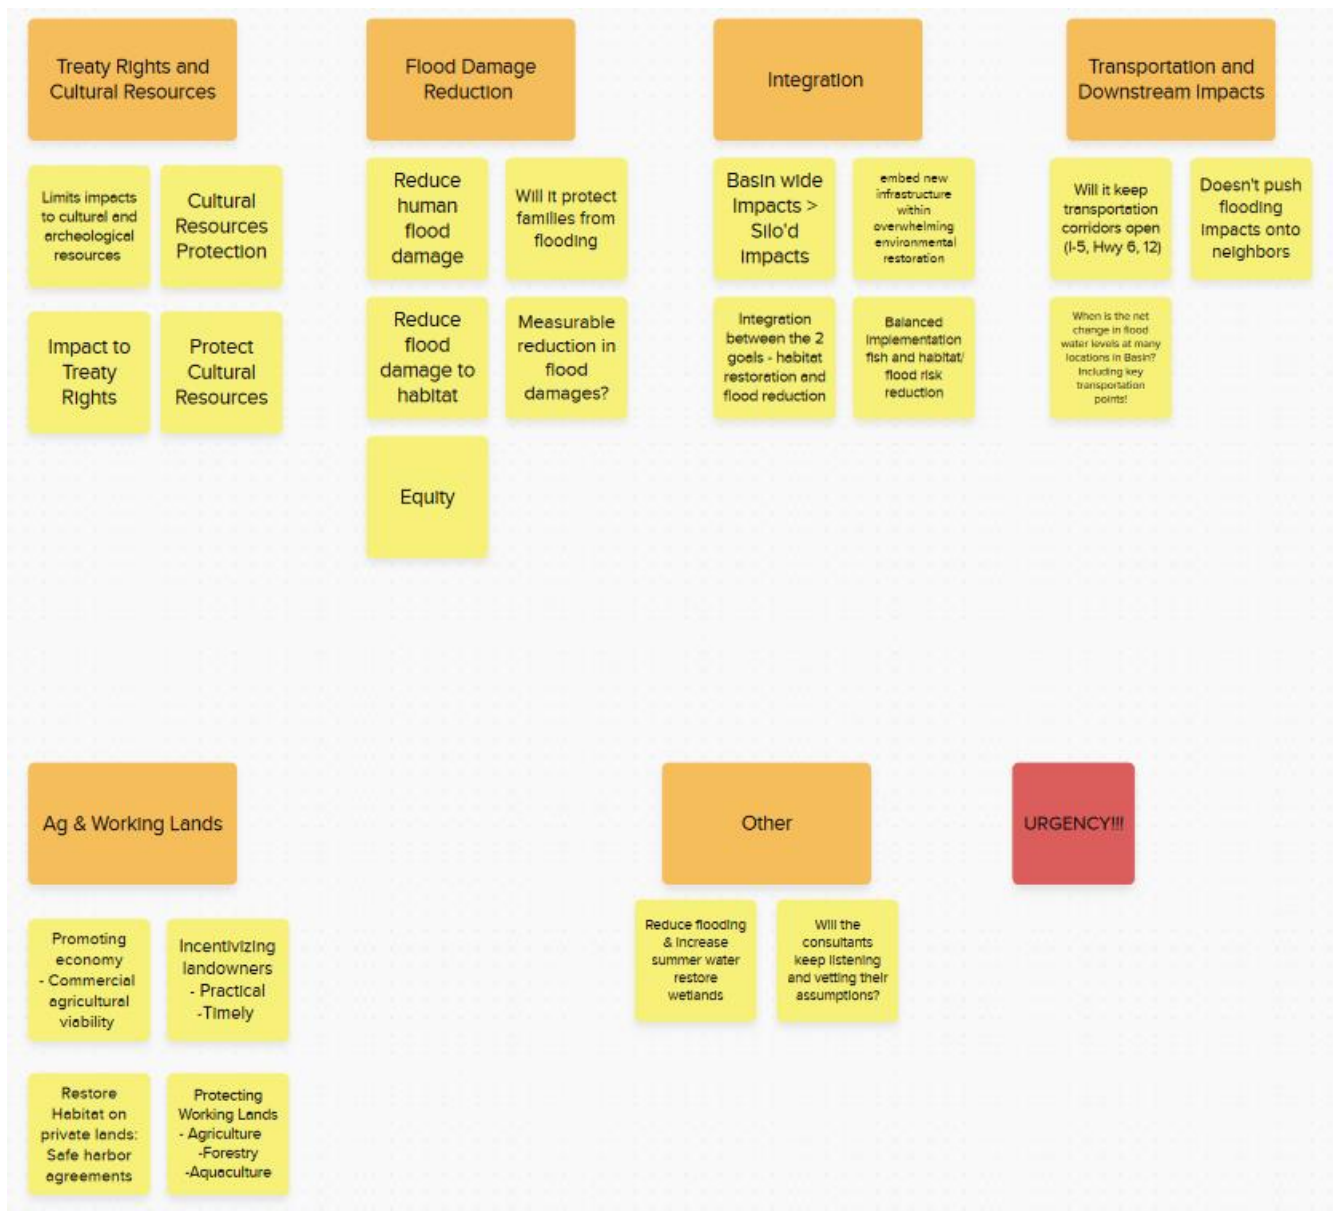 Treaty Rights and
Cultural Resources
Limits impacts
to cultural and
archeological
resources
Cultural
Resources
Protection
Impact to
Treaty
Rights
Protect
Cultural
Resources
Flood Damage
Reduction
Reduce
human
flood
damage
Will it protect
families from
flooding
Reduce
flood
damage to
habitat
Measurable
reduction in
flood
damages?
Equity
Integration
Basin wide
Impacts >
Silo'd
impacts
embed new
infrastructure
within
overwhelming
environmental
restoration
Integration
between the 2
goals - habitat
restoration and
flood reduction
Balanced
implementation
fish and habitat/
flood risk
reduction
Transportation and
Downstream Impacts
Will it keep
transportation
corridors open
(I-5, Hwy 6, 12)
Doesn't push
flooding
impacts onto
neighbors
When is the net
change in flood
water levels at many
locations in Basin?
Including key
transportation
points!
Ag & Working Lands
Promoting
economy
- Commercial
agricultural
viability
Incentivizing
landowners
- Practical
-Timely
Restore
Habitat on
private lands:
Safe harbor
agreements
Protecting
Working Lands
- Agriculture
-Forestry
-Aquaculture
Other
Reduce flooding
& increase
summer water
restore
wetlands
Will the
consultants
keep listening
and vetting their
assumptions?
URGENCY!!!